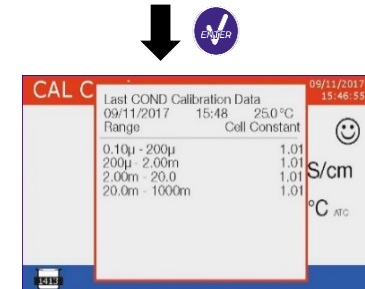 ENTER
CAL C
09/11/2017
15:46:55
Last COND Calibration Data
09/11/2017 15:48 25.0 °C
Range Cell Constant
0.10µ - 200µ 1.01
200µ - 2.00m 1.01
2.00m - 20.0 1.01
20.0m - 1000m 1.01
S/cm
°C ATC
1413